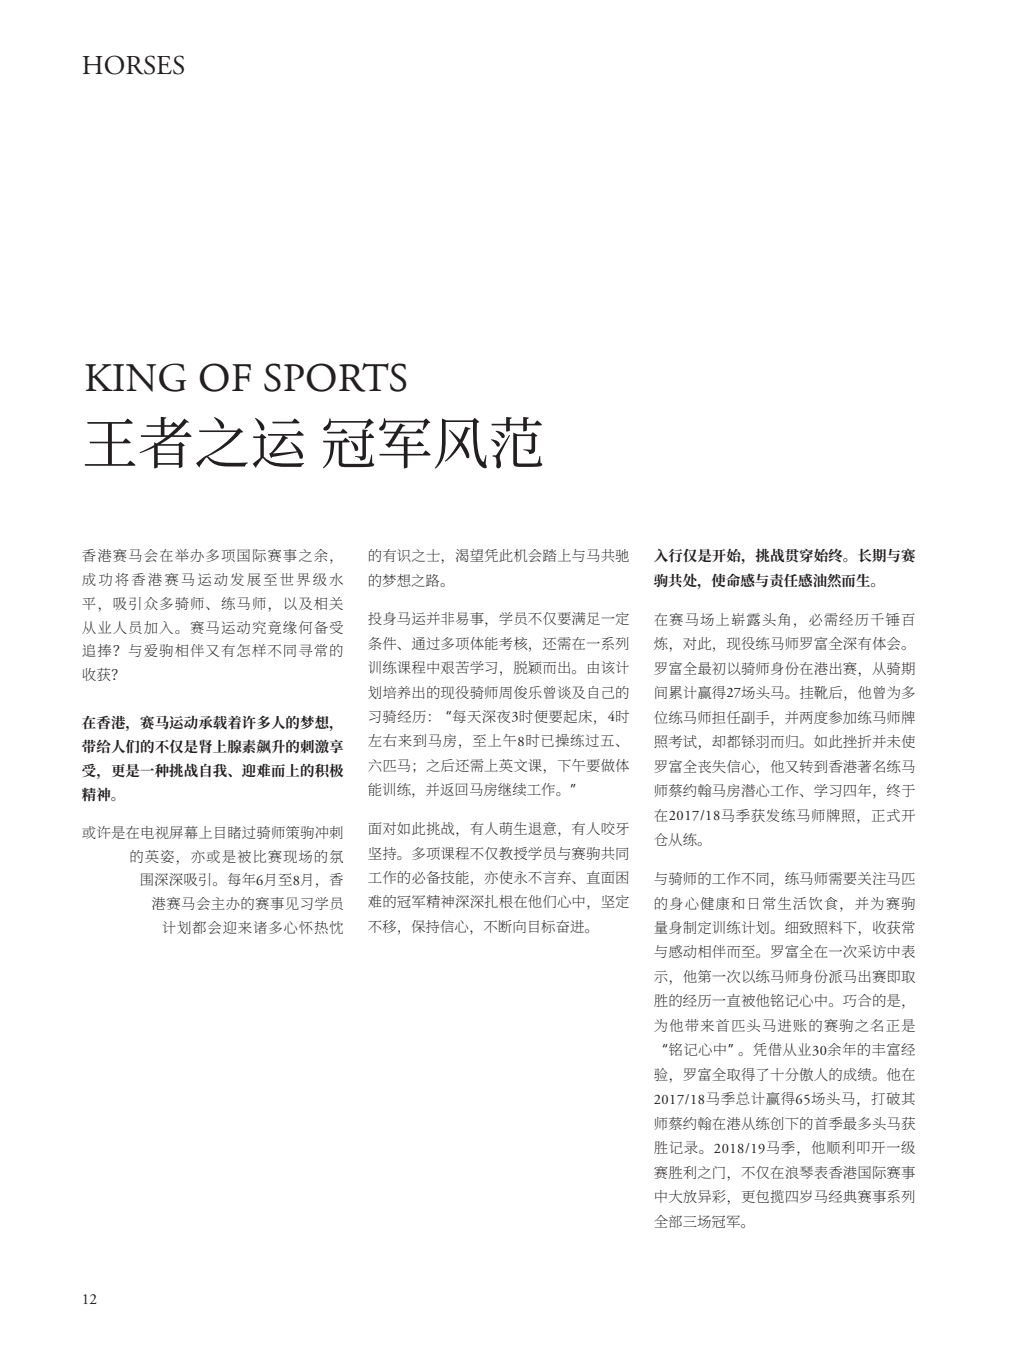 HORSES
KING OF SPORTS
王者之运 冠军风范
香港赛马会在举办多项国际赛事之余，
成功将香港赛马运动发展至世界级水
平，吸引众多骑师、练马师，以及相关
从业人员加入。赛马运动究竟缘何备受
追捧？与爱驹相伴又有怎样不同寻常的
收获？
在香港，赛马运动承载着许多人的梦想，
带给人们的不仅是肾上腺素飙升的刺激享
受，更是一种挑战自我、迎难而上的积极
精神。
或许是在电视屏幕上目睹过骑师策驹冲刺
的英姿，亦或是被比赛现场的氛
围深深吸引。每年6月至8月，香
港赛马会主办的赛事见习学员
计划都会迎来诸多心怀热忱
的有识之士，渴望凭此机会踏上与马共驰
的梦想之路。
投身马运并非易事，学员不仅要满足一定
条件、通过多项体能考核，还需在一系列
训练课程中艰苦学习，脱颖而出。由该计
划培养出的现役骑师周俊乐曾谈及自己的
习骑经历：“每天深夜3时便要起床，4时
左右来到马房，至上午8时已操练过五、
六匹马；之后还需上英文课，下午要做体
能训练，并返回马房继续工作。”
面对如此挑战，有人萌生退意，有人咬牙
坚持。多项课程不仅教授学员与赛驹共同
工作的必备技能，亦使永不言弃、直面困
难的冠军精神深深扎根在他们心中，坚定
不移，保持信心，不断向目标奋进。
入行仅是开始，挑战贯穿始终。长期与赛
驹共处，使命感与责任感油然而生。
在赛马场上崭露头角，必需经历千锤百
炼，对此，现役练马师罗富全深有体会。
罗富全最初以骑师身份在港出赛，从骑期
间累计赢得27场头马。挂靴后，他曾为多
位练马师担任副手，并两度参加练马师牌
照考试，却都铩羽而归。如此挫折并未使
罗富全丧失信心，他又转到香港著名练马
师蔡约翰马房潜心工作、学习四年，终于
在2017/18马季获发练马师牌照，正式开
仓从练。
与骑师的工作不同，练马师需要关注马匹
的身心健康和日常生活饮食，并为赛驹
量身制定训练计划。细致照料下，收获常
与感动相伴而至。罗富全在一次采访中表
示，他第一次以练马师身份派马出赛即取
胜的经历一直被他铭记心中。巧合的是，
为他带来首匹头马进账的赛驹之名正是
“铭记心中”。凭借从业30余年的丰富经
验，罗富全取得了十分傲人的成绩。他在
2017/18马季总计赢得65场头马，打破其
师蔡约翰在港从练创下的首季最多头马获
胜记录。2018/19马季，他顺利叩开一级
赛胜利之门，不仅在浪琴表香港国际赛事
中大放异彩，更包揽四岁马经典赛事系列
全部三场冠军。
12